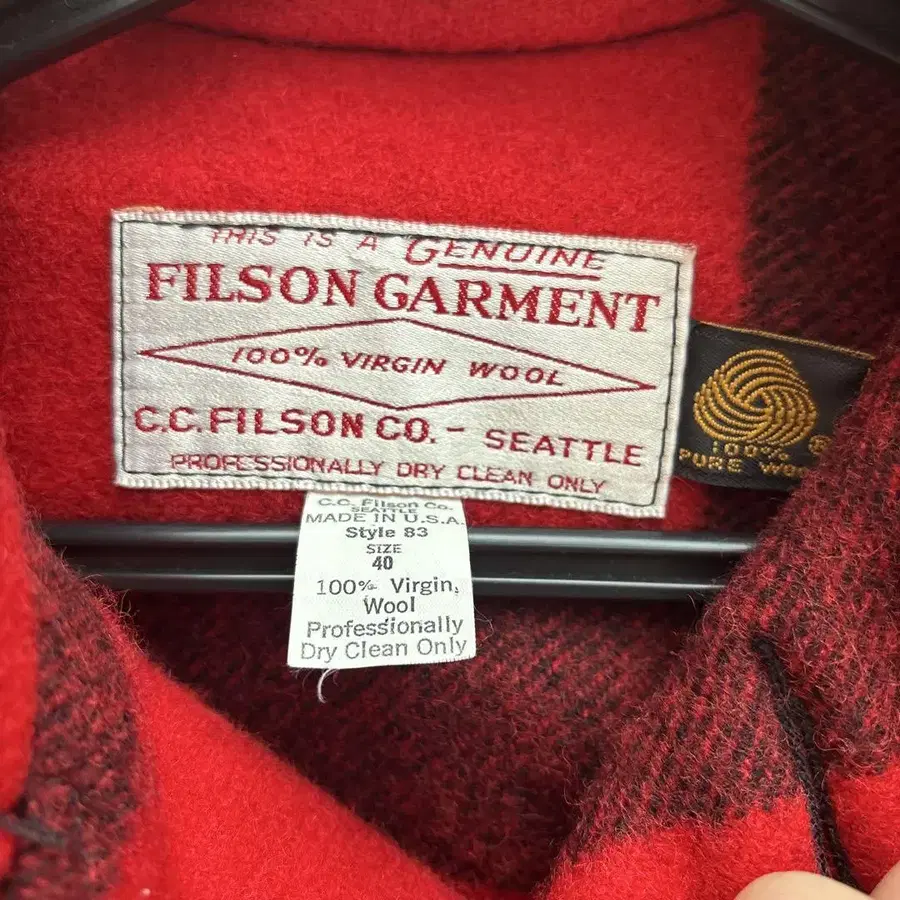 THIS IS A GENUINE
FILSON GARMENT
100% VIRGIN WOOL
C.C. FILSON CO. - SEATTLE
PROFESSIONALLY DRY CLEAN ONLY
100%
PURE
C.C. Filson Co.
SEATTLE
MADE IN U.S.A.
Style 83
SIZE
40
100% Virgin,
Wool
Professionally
Dry Clean Only